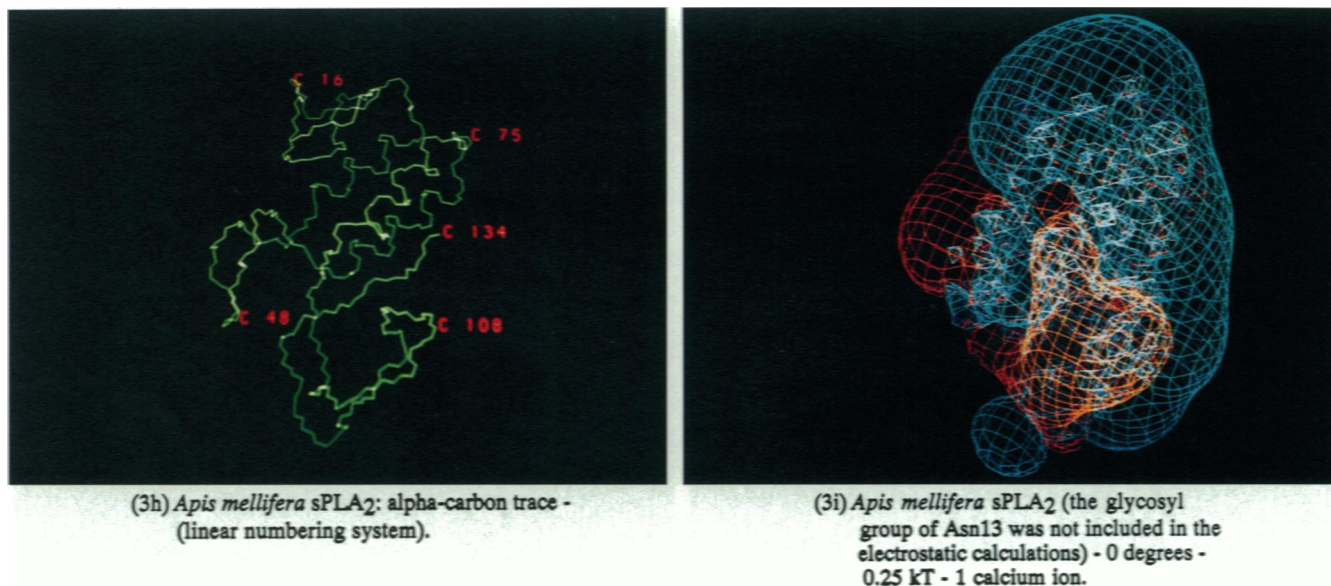 C 16
C 75
C 134
C 48
C 108
(3h) Apis mellifera sPLA2: alpha-carbon trace -
(linear numbering system).
(3i) Apis mellifera sPLA2 (the glycosyl
group of Asn13 was not included in the
electrostatic calculations) - 0 degrees -
0.25 kT - 1 calcium ion.